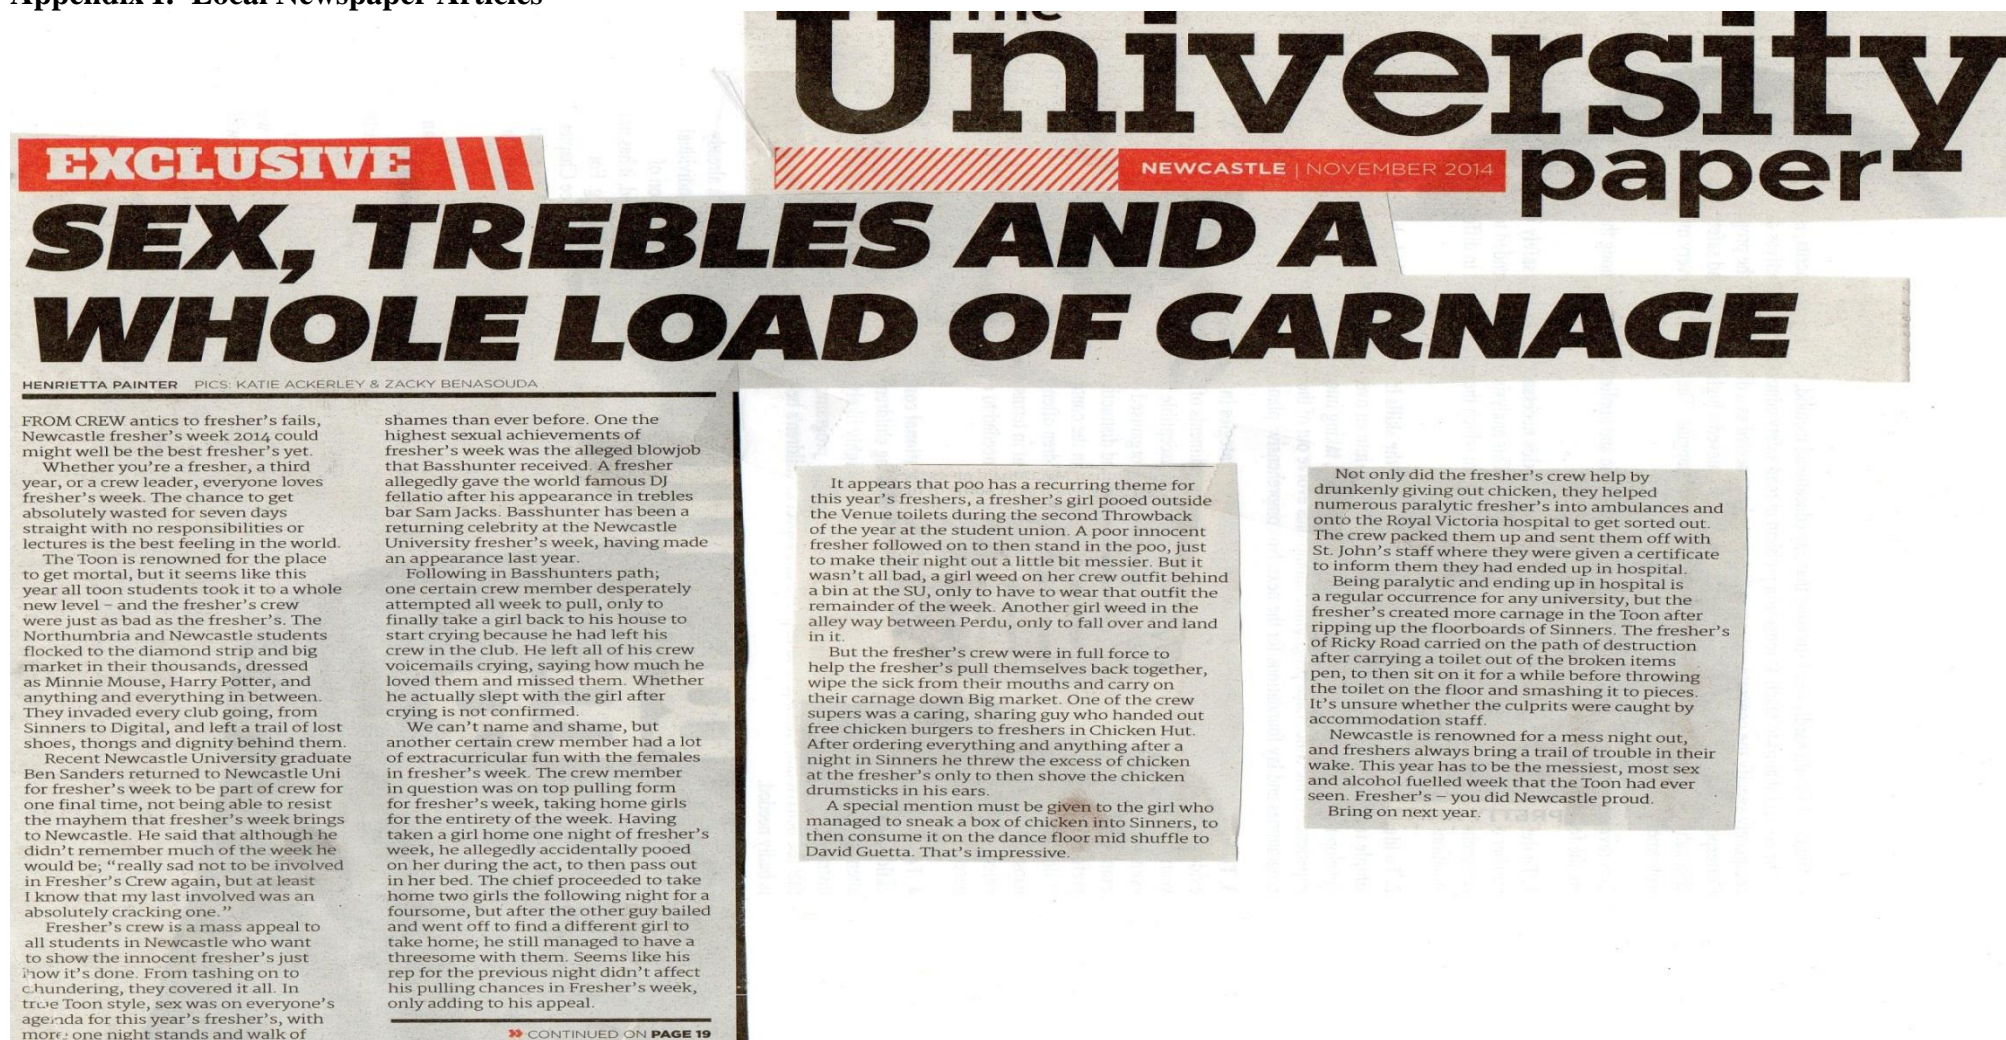 Appendix I: Local Newspaper Articles
The
University
paper
NEWCASTLE | NOVEMBER 2014
EXCLUSIVE
SEX, TREBLES AND A
WHOLE LOAD OF CARNAGE
HENRIETTA PAINTER PICS: KATIE ACKERLEY & ZACKY BENASOUDA
FROM CREW antics to fresher's fails,
Newcastle fresher's week 2014 could
might well be the best fresher's yet.
Whether you're a fresher, a third
year, or a crew leader, everyone loves
fresher's week. The chance to get
absolutely wasted for seven days
straight with no responsibilities or
lectures is the best feeling in the world.
The Toon is renowned for the place
to get mortal, but it seems like this
year all toon students took it to a whole
new level – and the fresher's crew
were just as bad as the fresher's. The
Northumbria and Newcastle students
flocked to the diamond strip and big
market in their thousands, dressed
as Minnie Mouse, Harry Potter, and
anything and everything in between.
They invaded every club going, from
Sinners to Digital, and left a trail of lost
shoes, thongs and dignity behind them.
Recent Newcastle University graduate
Ben Sanders returned to Newcastle Uni
for fresher's week to be part of crew for
one final time, not being able to resist
the mayhem that fresher's week brings
to Newcastle. He said that although he
didn't remember much of the week he
would be; "really sad not to be involved
in Fresher's Crew again, but at least
I know that my last involved was an
absolutely cracking one."
Fresher's crew is a mass appeal to
all students in Newcastle who want
to show the innocent fresher's just
how it's done. From tashing on to
chundering, they covered it all. In
true Toon style, sex was on everyone's
agenda for this year's fresher's, with
more one night stands and walk of
shames than ever before. One the
highest sexual achievements of
fresher's week was the alleged blowjob
that Basshunter received. A fresher
allegedly gave the world famous DJ
fellatio after his appearance in trebles
bar Sam Jacks. Basshunter has been a
returning celebrity at the Newcastle
University fresher's week, having made
an appearance last year.
Following in Basshunters path;
one certain crew member desperately
attempted all week to pull, only to
finally take a girl back to his house to
start crying because he had left his
crew in the club. He left all of his crew
voicemails crying, saying how much he
loved them and missed them. Whether
he actually slept with the girl after
crying is not confirmed.
We can't name and shame, but
another certain crew member had a lot
of extracurricular fun with the females
in fresher's week. The crew member
in question was on top pulling form
for fresher's week, taking home girls
for the entirety of the week. Having
taken a girl home one night of fresher's
week, he allegedly accidentally pooed
on her during the act, to then pass out
in her bed. The chief proceeded to take
home two girls the following night for a
foursome, but after the other guy bailed
and went off to find a different girl to
take home; he still managed to have a
threesome with them. Seems like his
rep for the previous night didn't affect
his pulling chances in Fresher's week,
only adding to his appeal.
CONTINUED ON PAGE 19
It appears that poo has a recurring theme for
this year's freshers, a fresher's girl pooed outside
the Venue toilets during the second Throwback
of the year at the student union. A poor innocent
fresher followed on to then stand in the poo, just
to make their night out a little bit messier. But it
wasn't all bad, a girl weed on her crew outfit behind
a bin at the SU, only to have to wear that outfit the
remainder of the week. Another girl weed in the
alley way between Perdu, only to fall over and land
in it.
But the fresher's crew were in full force to
help the fresher's pull themselves back together,
wipe the sick from their mouths and carry on
their carnage down Big market. One of the crew
supers was a caring, sharing guy who handed out
free chicken burgers to freshers in Chicken Hut.
After ordering everything and anything after a
night in Sinners he threw the excess of chicken
at the fresher's only to then shove the chicken
drumsticks in his ears.
A special mention must be given to the girl who
managed to sneak a box of chicken into Sinners, to
then consume it on the dance floor mid shuffle to
David Guetta. That's impressive.
Not only did the fresher's crew help by
drunkenly giving out chicken, they helped
numerous paralytic fresher's into ambulances and
onto the Royal Victoria hospital to get sorted out.
The crew packed them up and sent them off with
St. John's staff where they were given a certificate
to inform them they had ended up in hospital.
Being paralytic and ending up in hospital is
a regular occurrence for any university, but the
fresher's created more carnage in the Toon after
ripping up the floorboards of Sinners. The fresher's
of Ricky Road carried on the path of destruction
after carrying a toilet out of the broken items
pen, to then sit on it for a while before throwing
the toilet on the floor and smashing it to pieces.
It's unsure whether the culprits were caught by
accommodation staff.
Newcastle is renowned for a mess night out,
and freshers always bring a trail of trouble in their
wake. This year has to be the messiest, most sex
and alcohol fuelled week that the Toon had ever
seen. Fresher's – you did Newcastle proud.
Bring on next year.